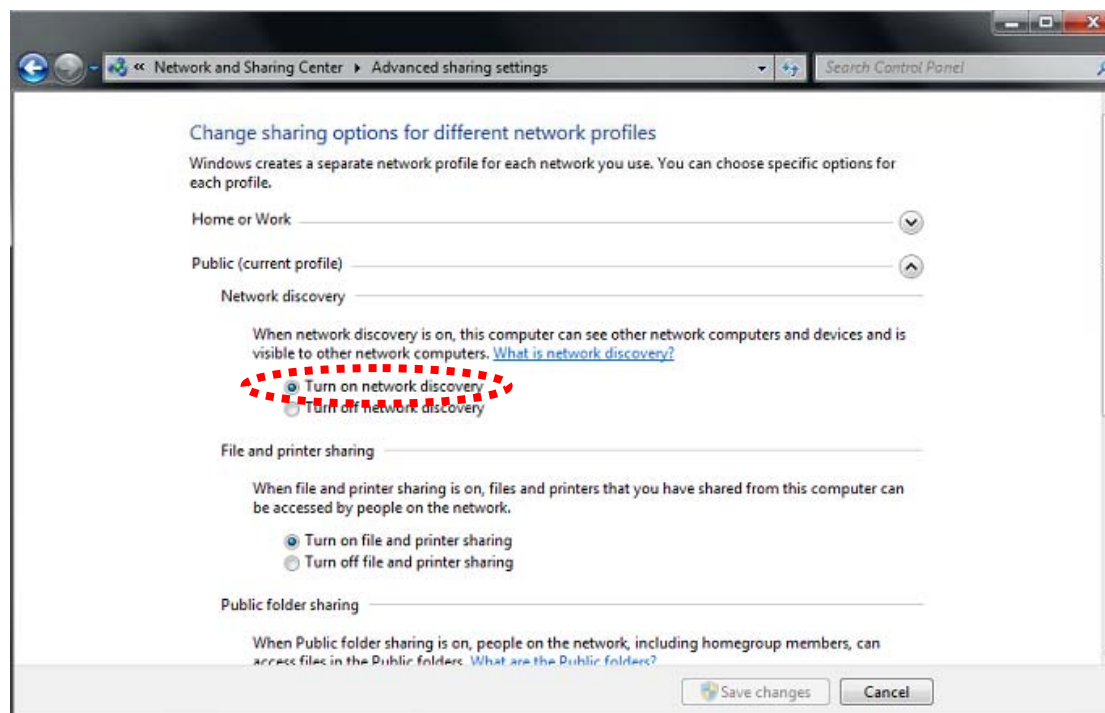 « Network and Sharing Center ▸ Advanced sharing settings
Search Control Panel
Change sharing options for different network profiles
Windows creates a separate network profile for each network you use. You can choose specific options for
each profile.
Home or Work
Public (current profile)
Network discovery
When network discovery is on, this computer can see other network computers and devices and is
visible to other network computers. What is network discovery?
Turn on network discovery
Turn off network discovery
File and printer sharing
When file and printer sharing is on, files and printers that you have shared from this computer can
be accessed by people on the network.
Turn on file and printer sharing
Turn off file and printer sharing
Public folder sharing
When Public folder sharing is on, people on the network, including homegroup members, can
access files in the Public folders. What are the Public folders?
Save changes
Cancel